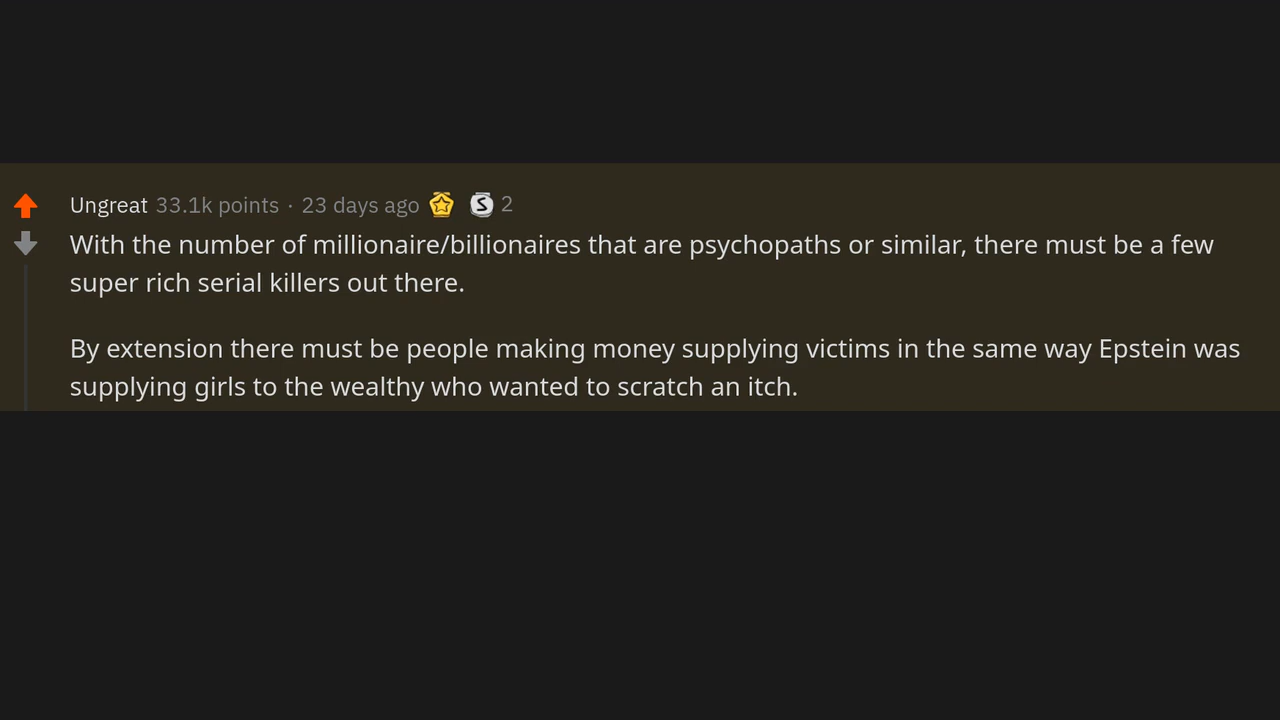 Ungreat 33.1k points · 23 days ago S 2
With the number of millionaire/billionaires that are psychopaths or similar, there must be a few
super rich serial killers out there.
By extension there must be people making money supplying victims in the same way Epstein was
supplying girls to the wealthy who wanted to scratch an itch.